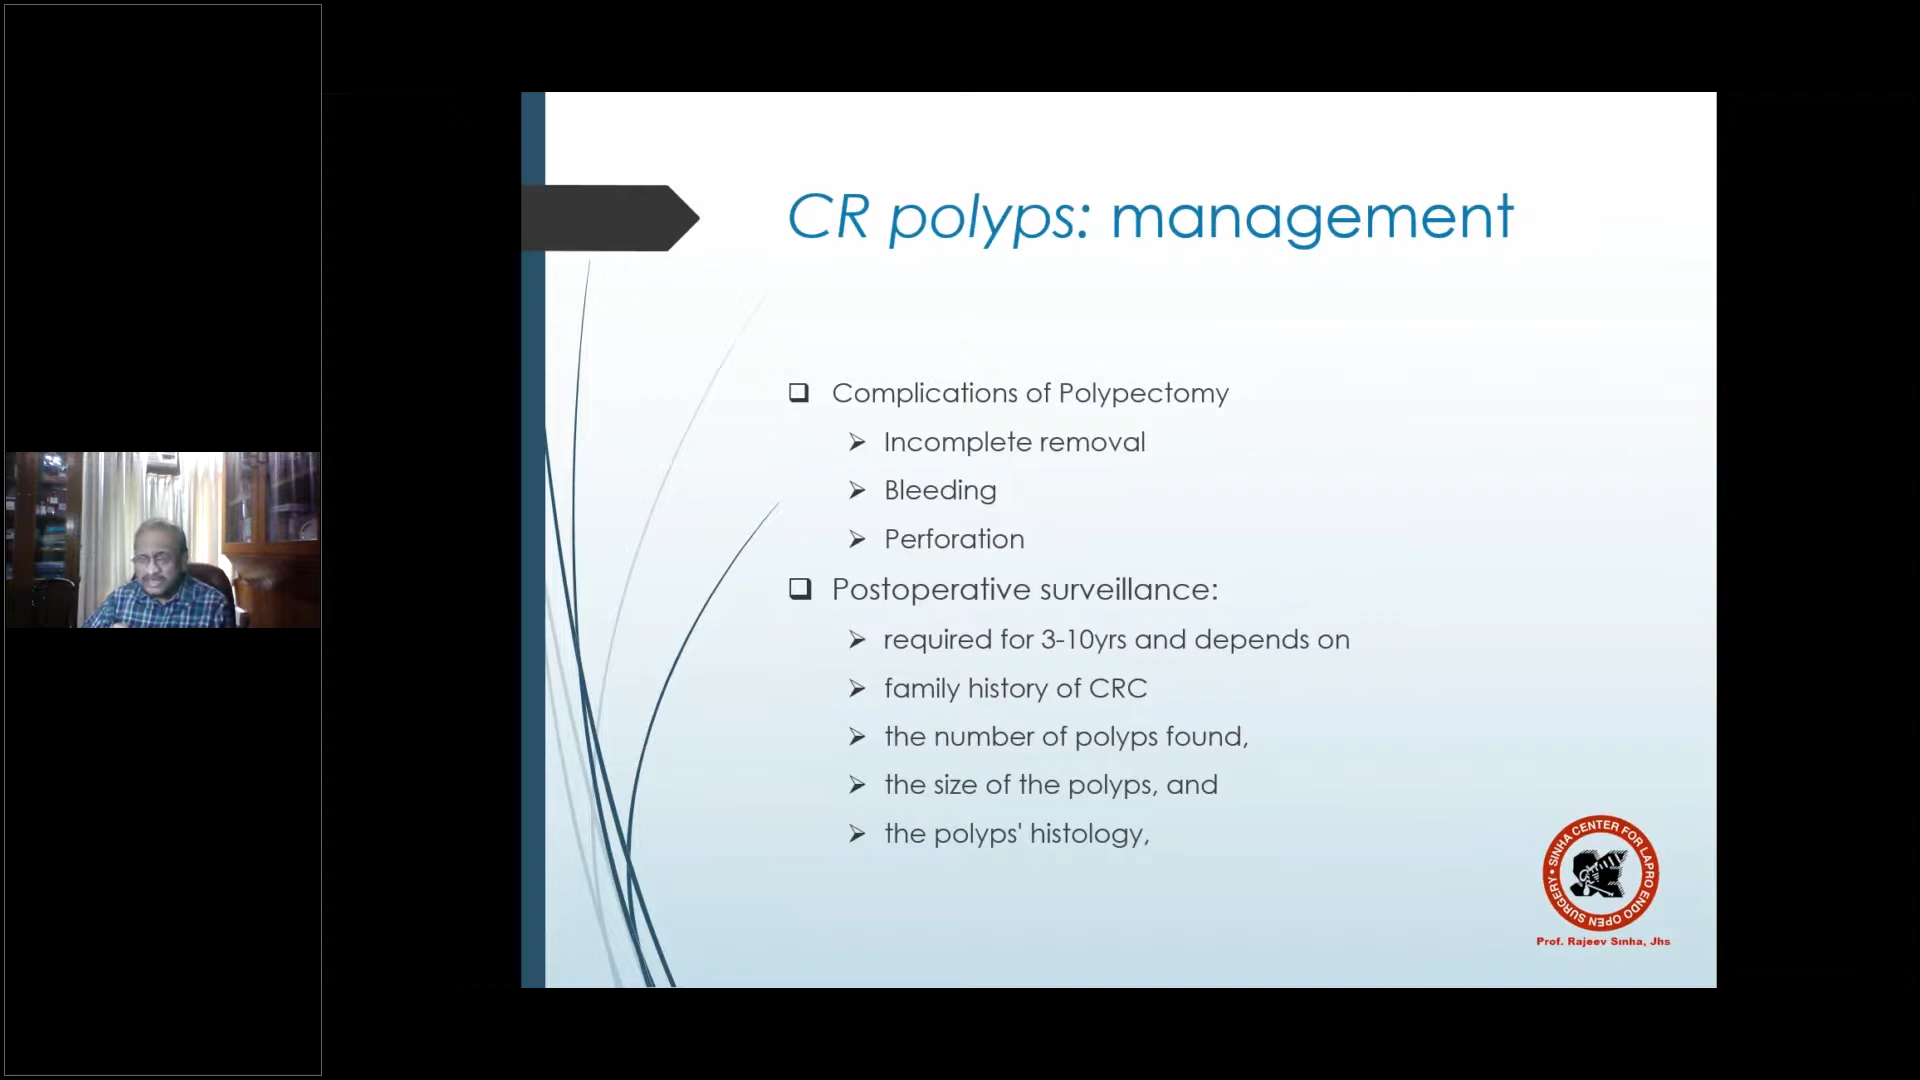 CR polyps: management
Complications of Polypectomy
Incomplete removal
Bleeding
Perforation
Postoperative surveillance:
required for 3-10yrs and depends on
family history of CRC
the number of polyps found,
the size of the polyps, and
the polyps' histology,
SINHA CENTER FOR LAPRO ENDO OPEN SURGERY
Prof. Rajeev Sinha, Jhs